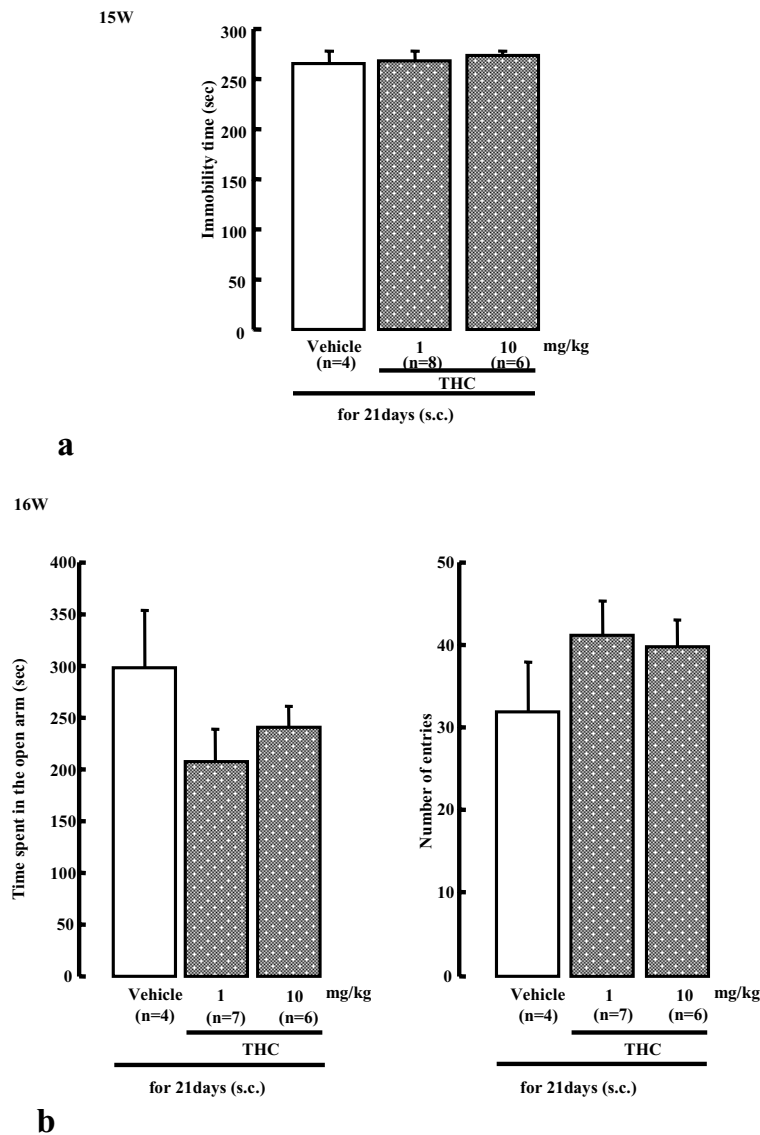 15W
Immobility time (sec)
300
250
200
150
100
50
0
Vehicle 1 10 mg/kg
(n=4) (n=8) (n=6)
THC
for 21days (s.c.)
a
16W
Time spent in the open arm (sec)
400
350
300
250
200
150
100
50
0
Vehicle 1 10 mg/kg
(n=4) (n=7) (n=6)
THC
for 21days (s.c.)
Number of entries
50
40
30
20
10
0
Vehicle 1 10 mg/kg
(n=4) (n=7) (n=6)
THC
for 21days (s.c.)
b